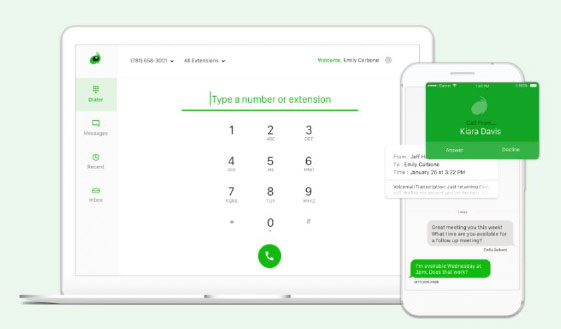 (781) 658-3001 All Extensions
Welcome, Emily Carbone
Dialer
Messages
Recent
Inbox
Type a number or extension
1 2 3
ABC DEF
4 5 6
GHI JKL MNO
7 8 9
PQRS TUV WXYZ
* 0 #
+
Call From...
Kiara Davis
Answer Decline
From : Jeff
To : Emily Carbone
Time : January 26 at 3:22 PM
Voicemail Transcription: Just returning
Today
Great meeting you this week!
What time are you available for
a follow up meeting?
Emily Carbone
I'm available Wednesday at
3pm. Does that work?